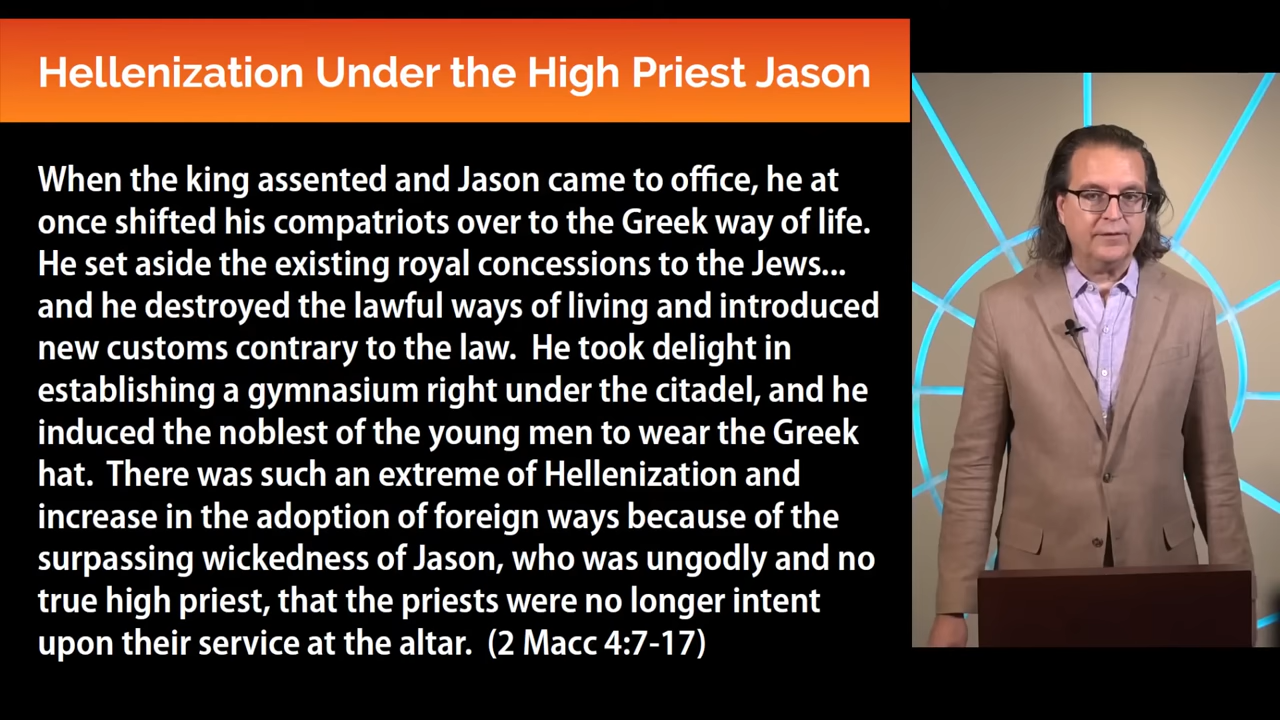 Hellenization Under the High Priest Jason
When the king assented and Jason came to office, he at
once shifted his compatriots over to the Greek way of life.
He set aside the existing royal concessions to the Jews...
and he destroyed the lawful ways of living and introduced
new customs contrary to the law.  He took delight in
establishing a gymnasium right under the citadel, and he
induced the noblest of the young men to wear the Greek
hat.  There was such an extreme of Hellenization and
increase in the adoption of foreign ways because of the
surpassing wickedness of Jason, who was ungodly and no
true high priest, that the priests were no longer intent
upon their service at the altar.  (2 Macc 4:7-17)